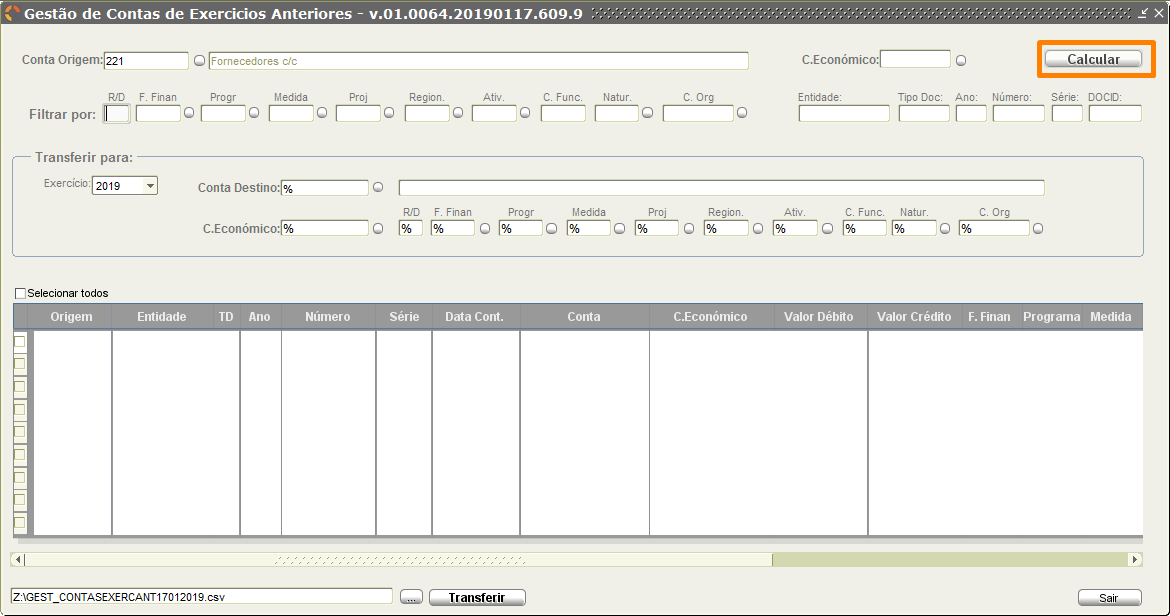 Gestão de Contas de Exercicios Anteriores - v.01.0064.20190117.609.9
Conta Origem: 221 Fornecedores c/c C.Económico: Calcular
R/D F. Finan Progr Medida Proj Region. Ativ. C. Func. Natur. C. Org Entidade: Tipo Doc: Ano: Número: Série: DOCID:
Filtrar por:
Transferir para:
Exercício: 2019 Conta Destino: %
R/D F. Finan Progr Medida Proj Region. Ativ. C. Func. Natur. C. Org
C.Económico: % % % % % % % % % % %
Selecionar todos
Origem Entidade TD Ano Número Série Data Cont. Conta C.Económico Valor Débito Valor Crédito F. Finan Programa Medida
Z:\GEST_CONTASEXERCANT17012019.csv ... Transferir Sair